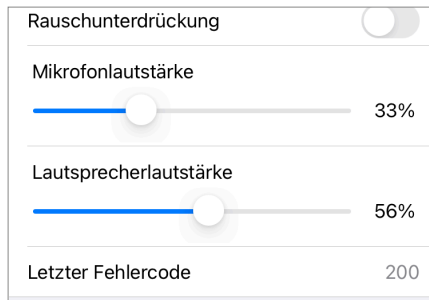 Rauschunterdrückung
Mikrofonlautstärke
33%
Lautsprecherlautstärke
56%
Letzter Fehlercode 200